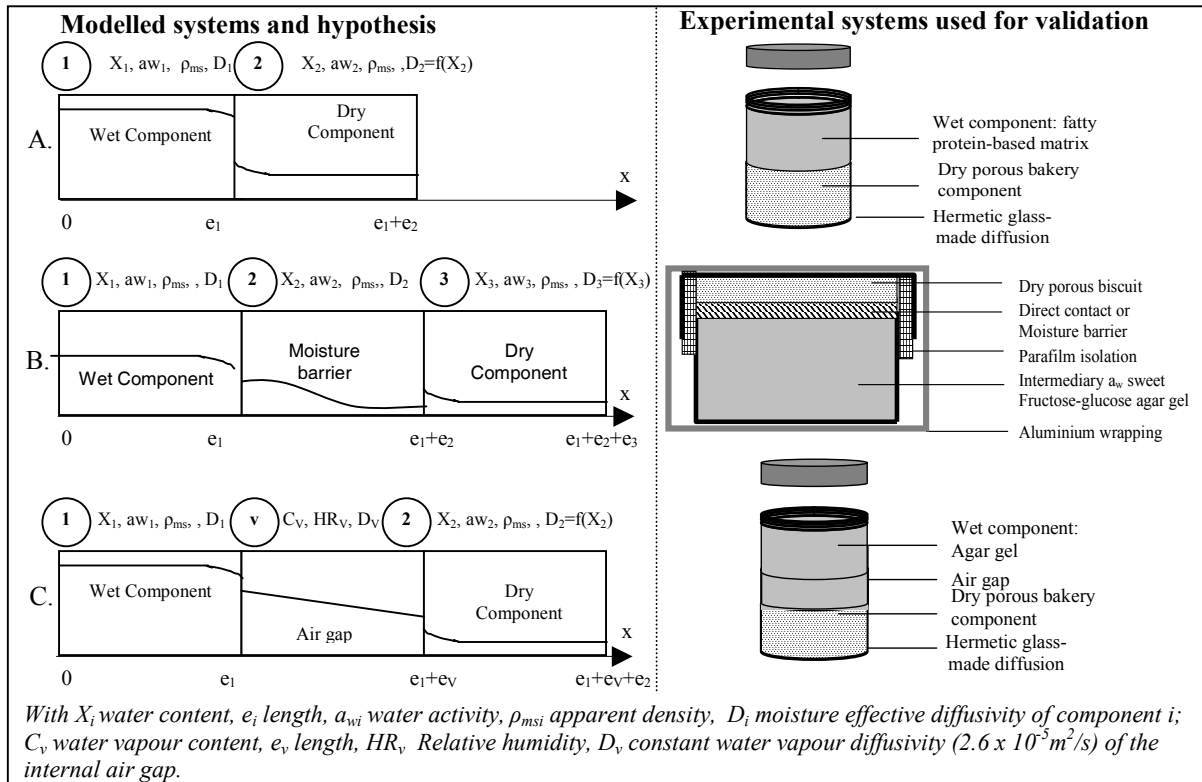 Modelled systems and hypothesis
Experimental systems used for validation
1 X₁, aw₁, ρₘₛ, D₁ 2 X₂, aw₂, ρₘₛ, ,D₂=f(X₂)
A.
Wet Component
Dry
Component
x
0 e₁ e₁+e₂
Wet component: fatty
protein-based matrix
Dry porous bakery
component
Hermetic glass-
made diffusion
1 X₁, aw₁, ρₘₛ, , D₁ 2 X₂, aw₂, ρₘₛ,, D₂ 3 X₃, aw₃, ρₘₛ, , D₃=f(X₃)
B.
Wet Component
Moisture
barrier
Dry
Component
x
0 e₁ e₁+e₂ e₁+e₂+e₃
Dry porous biscuit
Direct contact or
Moisture barrier
Parafilm isolation
Intermediary a_w sweet
Fructose-glucose agar gel
Aluminium wrapping
1 X₁, aw₁, ρₘₛ, , D₁ v C_V, HR_V, D_V 2 X₂, aw₂, ρₘₛ, , D₂=f(X₂)
C.
Wet Component
Air gap
Dry
Component
x
0 e₁ e₁+e_V e₁+e_V+e₂
Wet component:
Agar gel
Air gap
Dry porous bakery
component
Hermetic glass-
made diffusion
With Xᵢ water content, eᵢ length, a_wi water activity, ρ_msi apparent density, Dᵢ moisture effective diffusivity of component i;
Cᵥ water vapour content, eᵥ length, HRᵥ Relative humidity, Dᵥ constant water vapour diffusivity (2.6 x 10⁻⁵m²/s) of the
internal air gap.